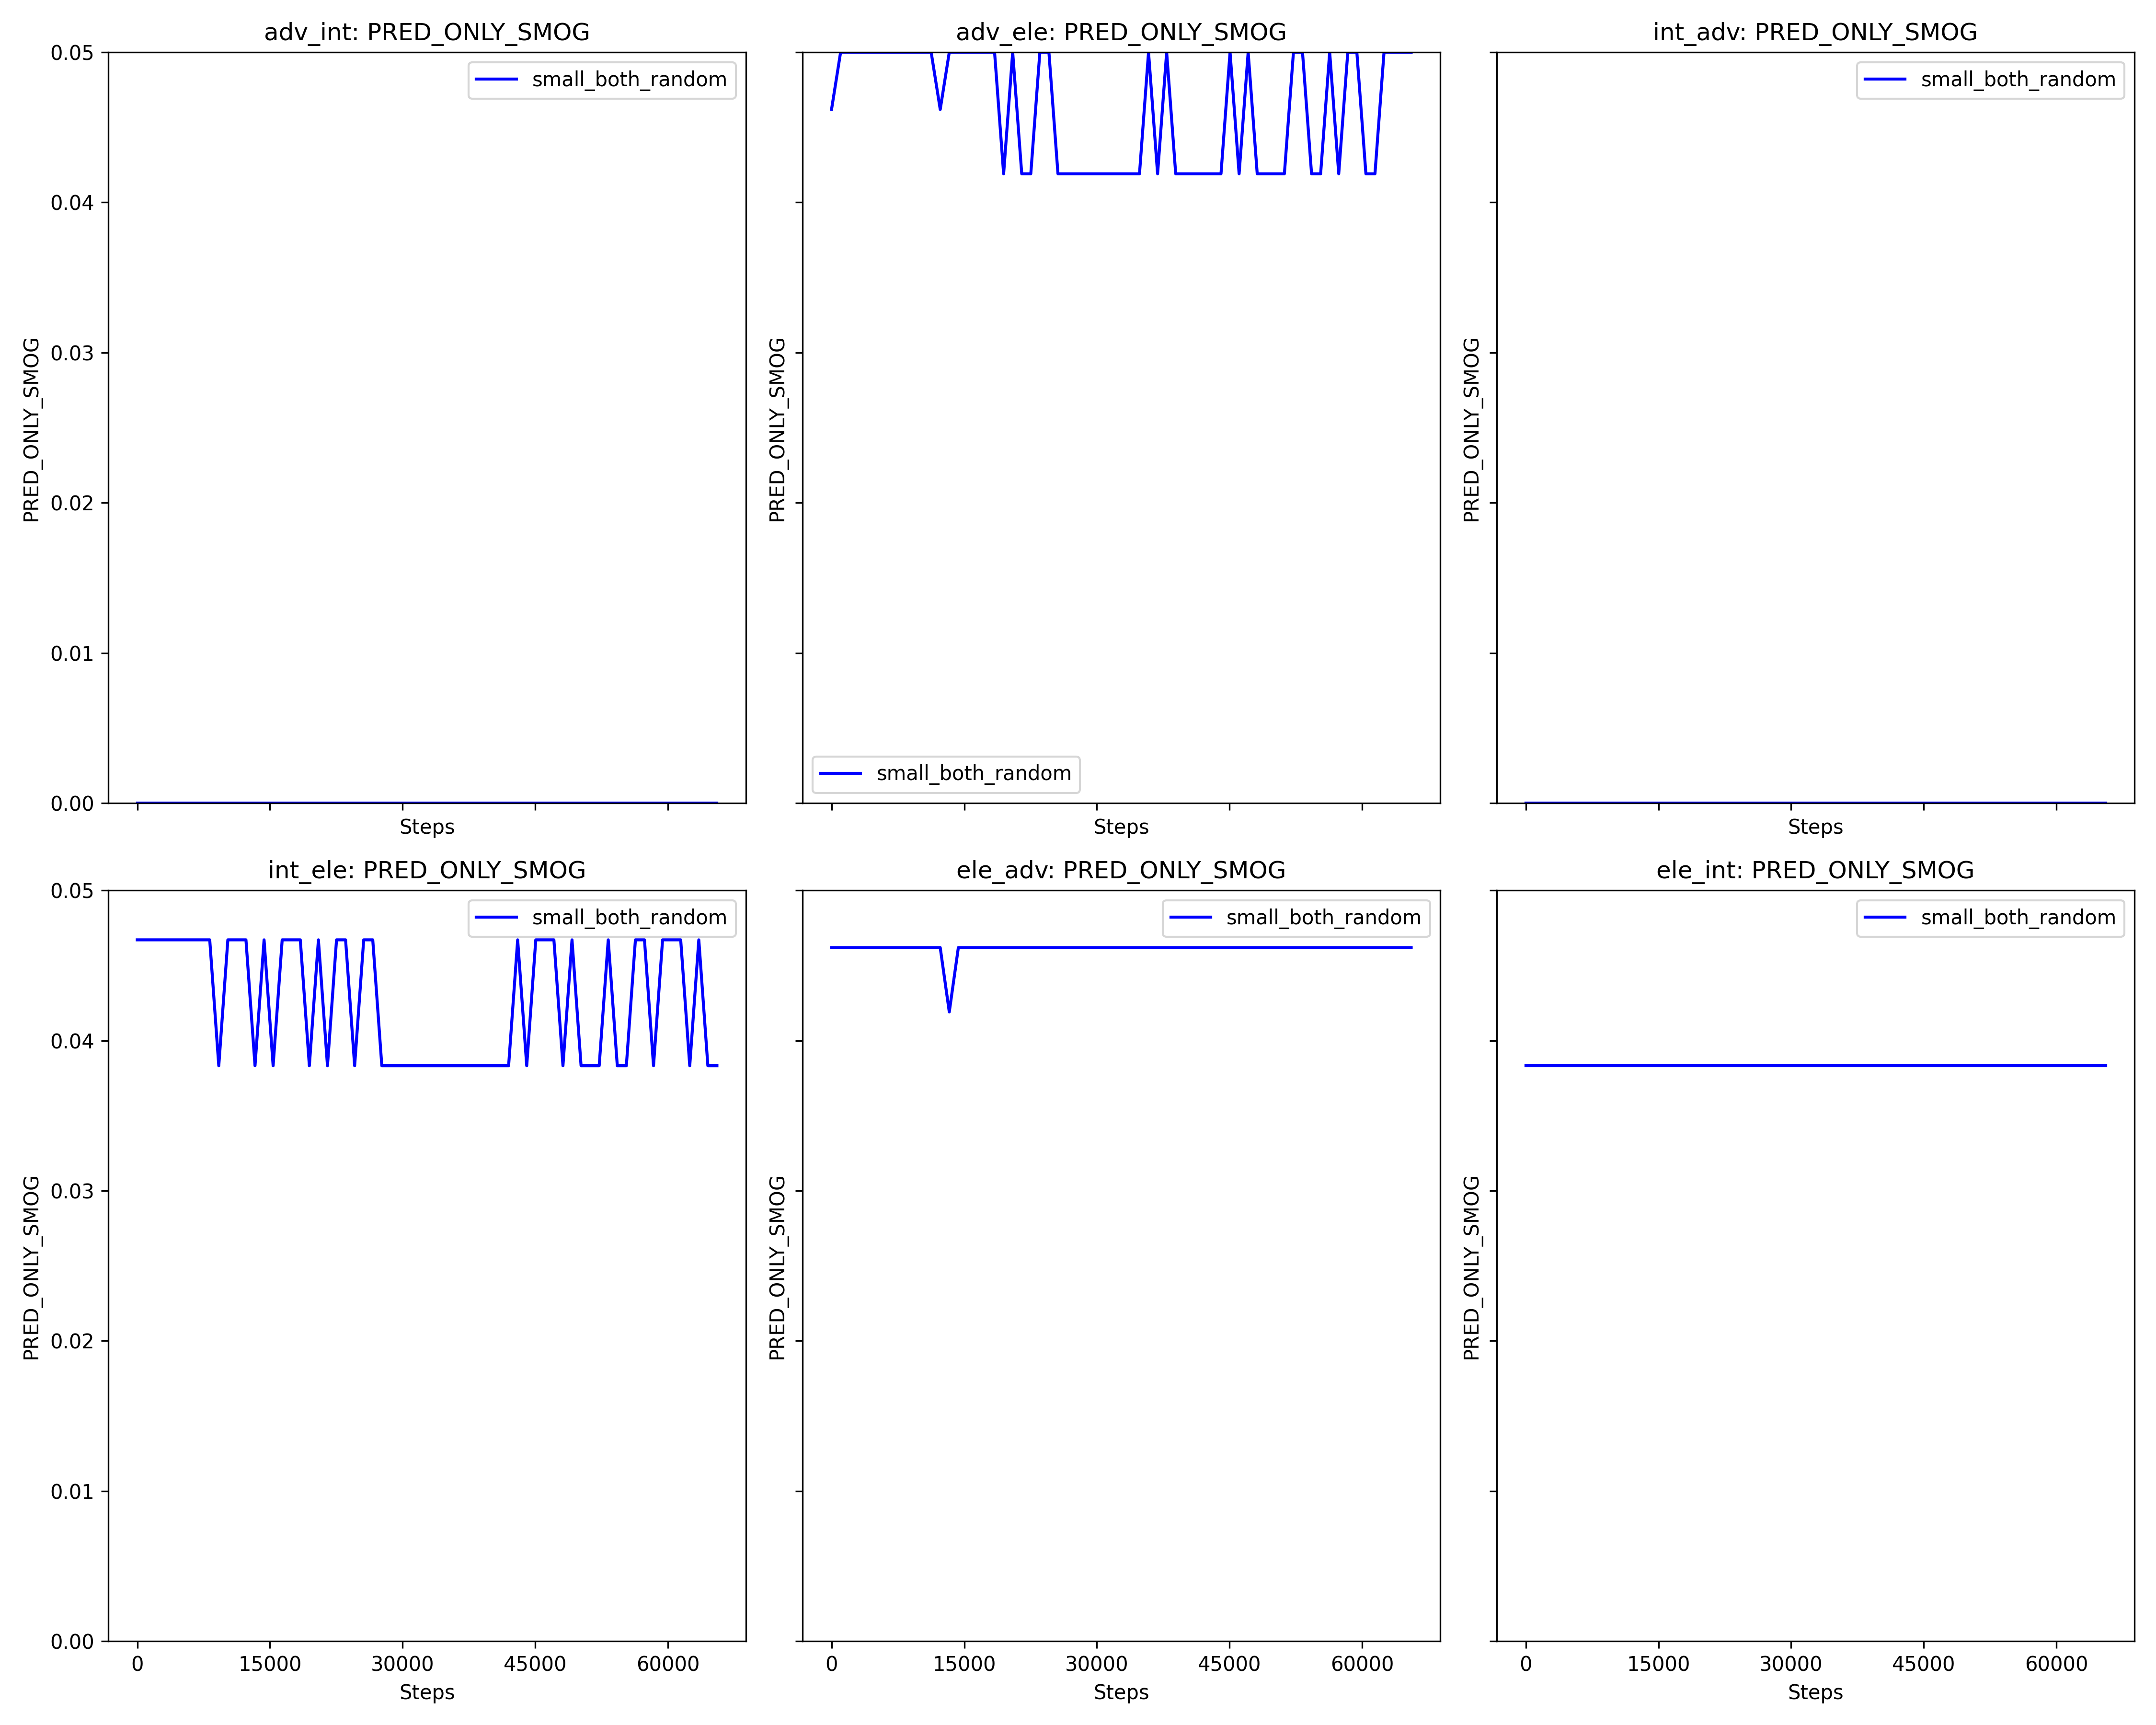 adv_int: PRED_ONLY_SMOG
adv_ele: PRED_ONLY_SMOG
int_adv: PRED_ONLY_SMOG
0.05
0.04
0.03
0.02
0.01
0.00
PRED_ONLY_SMOG
small_both_random
Steps
PRED_ONLY_SMOG
small_both_random
Steps
PRED_ONLY_SMOG
small_both_random
Steps
int_ele: PRED_ONLY_SMOG
ele_adv: PRED_ONLY_SMOG
ele_int: PRED_ONLY_SMOG
0.05
0.04
0.03
0.02
0.01
0.00
PRED_ONLY_SMOG
small_both_random
0 15000 30000 45000 60000
Steps
PRED_ONLY_SMOG
small_both_random
0 15000 30000 45000 60000
Steps
PRED_ONLY_SMOG
small_both_random
0 15000 30000 45000 60000
Steps